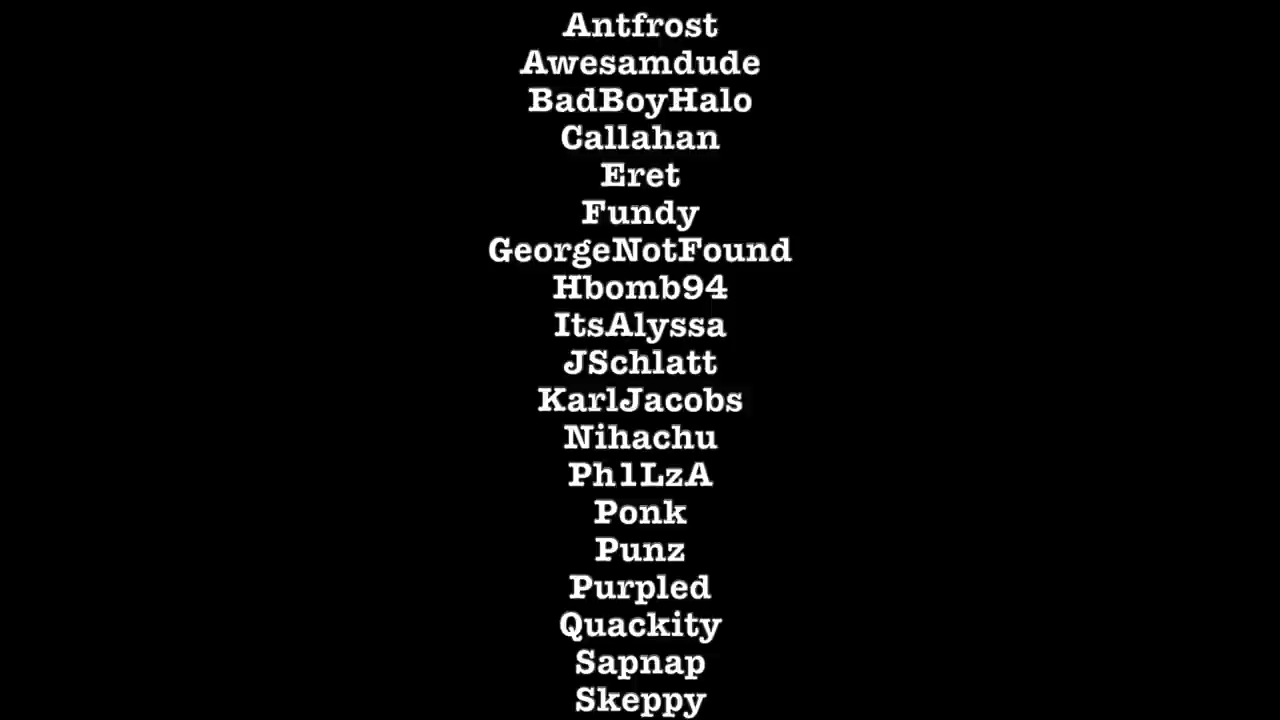 Antfrost
Awesamdude
BadBoyHalo
Callahan
Eret
Fundy
GeorgeNotFound
Hbomb94
ItsAlyssa
JSchlatt
KarlJacobs
Nihachu
Ph1LzA
Ponk
Punz
Purpled
Quackity
Sapnap
Skeppy